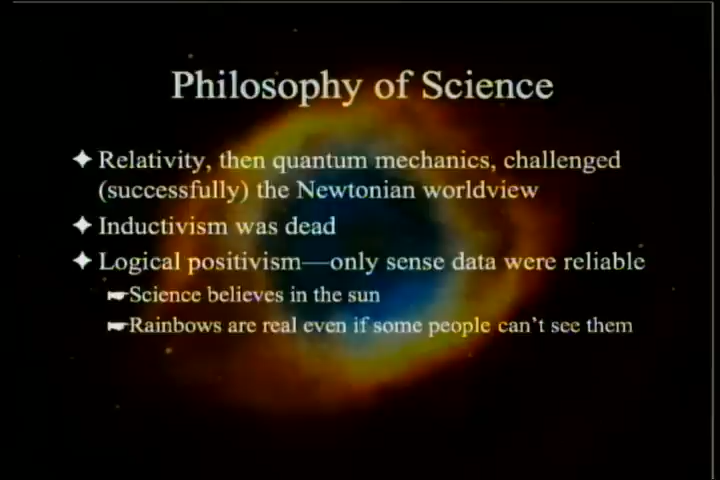 Philosophy of Science
Relativity, then quantum mechanics, challenged
(successfully) the Newtonian worldview
Inductivism was dead
Logical positivism—only sense data were reliable
Science believes in the sun
Rainbows are real even if some people can't see them